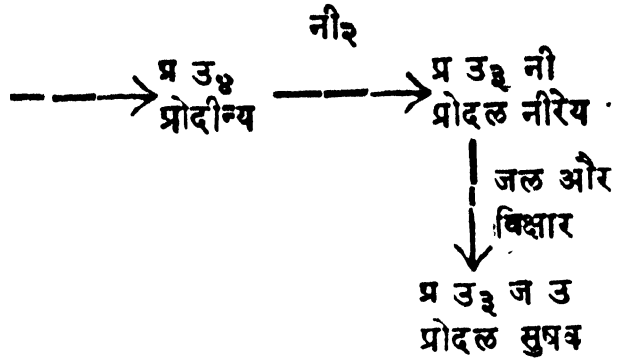 नी२
प्र उ४
प्रोदीन्य
प्र उ३ नी
प्रोदल नीरेय
जल और
विक्षार
प्र उ३ ज उ
प्रोदल सुषव